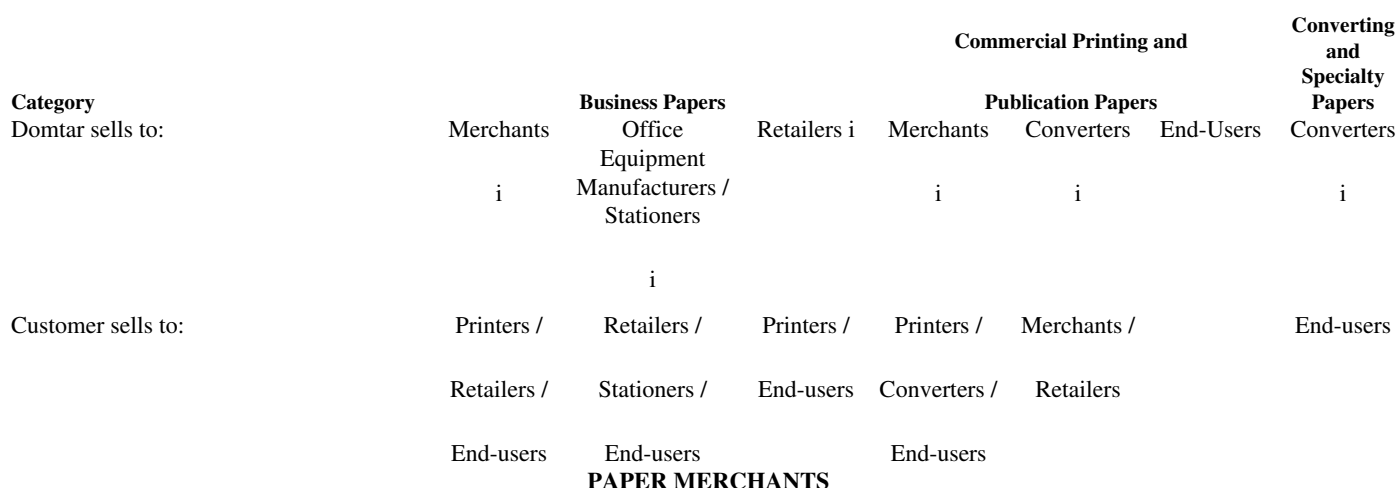 Converting
Commercial Printing and and
Specialty
Category Business Papers Publication Papers Papers
Domtar sells to: Merchants Office Retailers i Merchants Converters End-Users Converters
Equipment
i Manufacturers / i i i
Stationers
i
Customer sells to: Printers / Retailers / Printers / Printers / Merchants / End-users
Retailers / Stationers / End-users Converters / Retailers
End-users End-users End-users
PAPER MERCHANTS